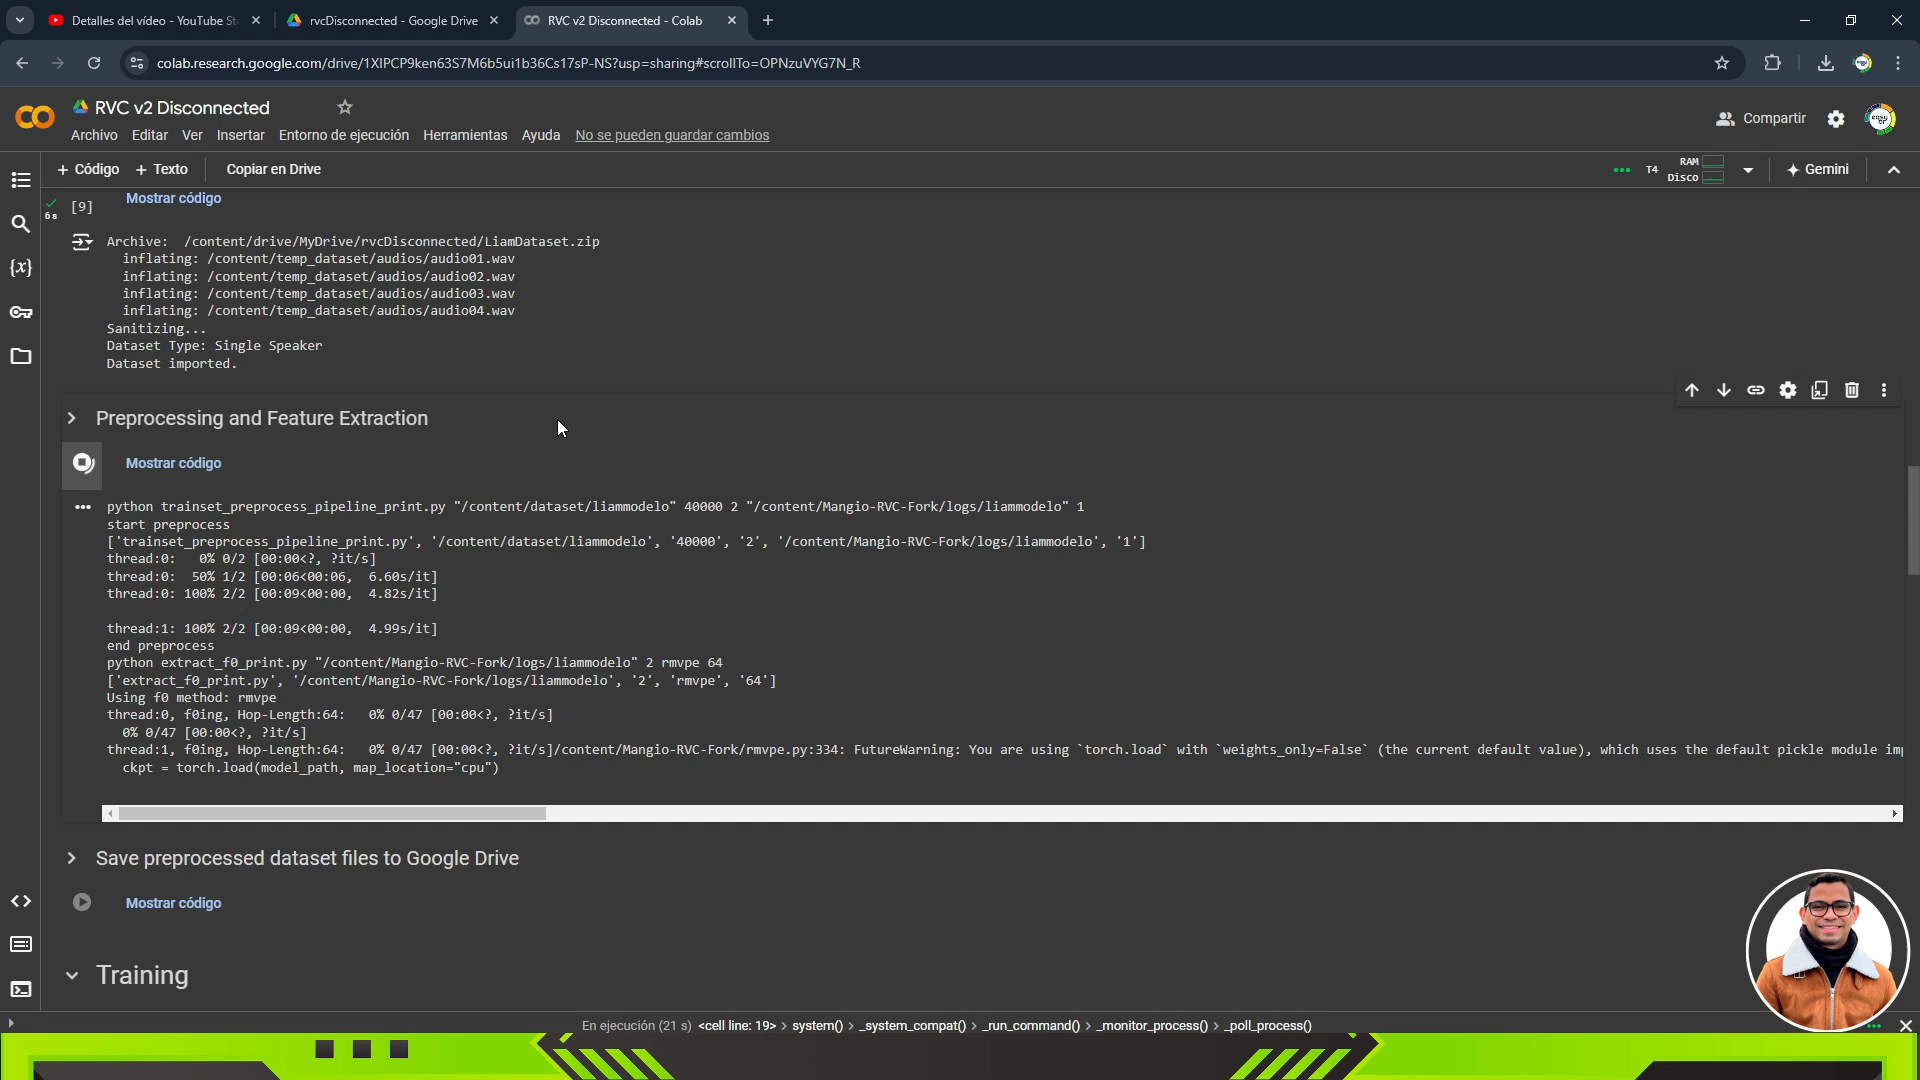 Detalles del vídeo - YouTube St
rvcDisconnected - Google Drive
RVC v2 Disconnected - Colab
colab.research.google.com/drive/1XIPCP9ken63S7M6b5ui1b36Cs17sP-NS?usp=sharing#scrollTo=OPNzuVYG7N_R
RVC v2 Disconnected
Archivo Editar Ver Insertar Entorno de ejecución Herramientas Ayuda No se pueden guardar cambios
Compartir
+ Código + Texto Copiar en Drive
T4 RAM Disco Gemini
[9] Mostrar código
6 s
Archive:  /content/drive/MyDrive/rvcDisconnected/LiamDataset.zip
inflating: /content/temp_dataset/audios/audio01.wav
inflating: /content/temp_dataset/audios/audio02.wav
inflating: /content/temp_dataset/audios/audio03.wav
inflating: /content/temp_dataset/audios/audio04.wav
Sanitizing...
Dataset Type: Single Speaker
Dataset imported.
Preprocessing and Feature Extraction
Mostrar código
python trainset_preprocess_pipeline_print.py "/content/dataset/liammodelo" 40000 2 "/content/Mangio-RVC-Fork/logs/liammodelo" 1
start preprocess
['trainset_preprocess_pipeline_print.py', '/content/dataset/liammodelo', '40000', '2', '/content/Mangio-RVC-Fork/logs/liammodelo', '1']
thread:0:   0% 0/2 [00:00<?, ?it/s]
thread:0:  50% 1/2 [00:06<00:06,  6.60s/it]
thread:0: 100% 2/2 [00:09<00:00,  4.82s/it]
thread:1: 100% 2/2 [00:09<00:00,  4.99s/it]
end preprocess
python extract_f0_print.py "/content/Mangio-RVC-Fork/logs/liammodelo" 2 rmvpe 64
['extract_f0_print.py', '/content/Mangio-RVC-Fork/logs/liammodelo', '2', 'rmvpe', '64']
Using f0 method: rmvpe
thread:0, f0ing, Hop-Length:64:   0% 0/47 [00:00<?, ?it/s]
0% 0/47 [00:00<?, ?it/s]
thread:1, f0ing, Hop-Length:64:   0% 0/47 [00:00<?, ?it/s]/content/Mangio-RVC-Fork/rmvpe.py:334: FutureWarning: You are using `torch.load` with `weights_only=False` (the current default value), which uses the default pickle module im
ckpt = torch.load(model_path, map_location="cpu")
Save preprocessed dataset files to Google Drive
Mostrar código
Training
En ejecución (21 s) <cell line: 19> > system() > _system_compat() > _run_command() > _monitor_process() > _poll_process()